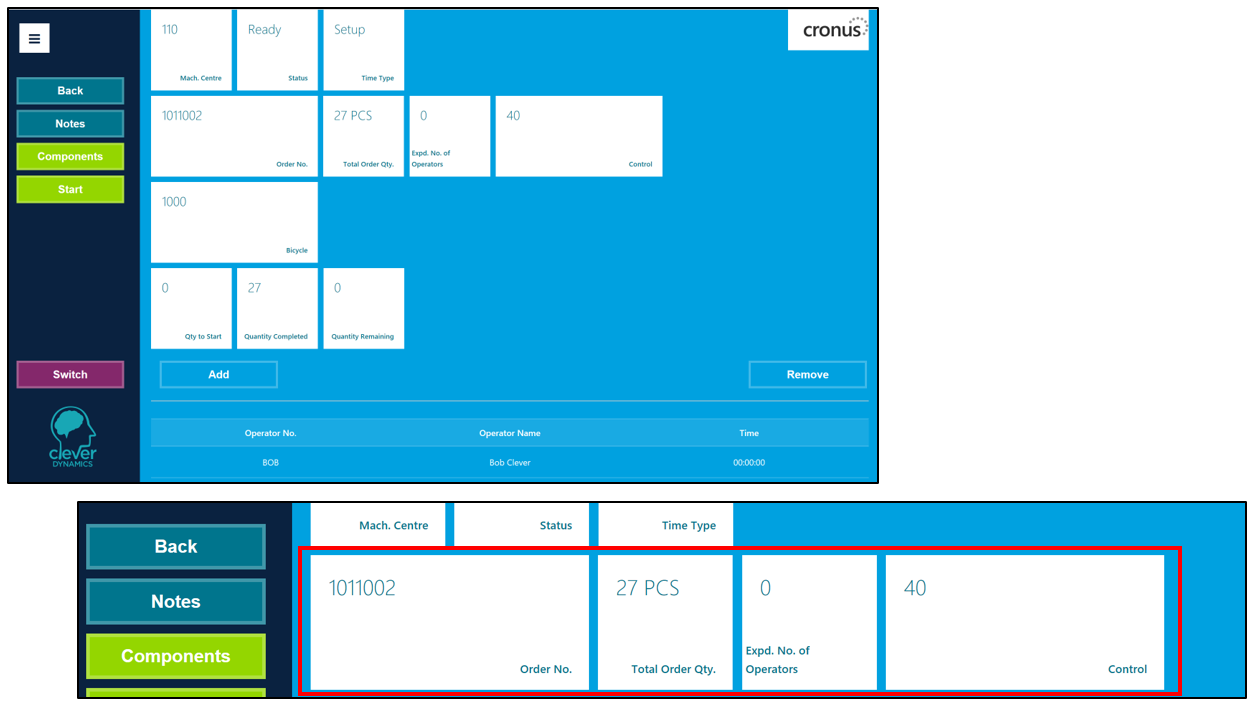 110
Ready
Setup
cronus
Mach. Centre
Status
Time Type
Back
Notes
Components
Start
1011002
27 PCS
0
40
Order No.
Total Order Qty.
Expd. No. of
Operators
Control
1000
Bicycle
0
27
0
Qty to Start
Quantity Completed
Quantity Remaining
Switch
Add
Remove
clever
DYNAMICS
Operator No.
Operator Name
Time
BOB
Bob Clever
00:00:00
Back
Notes
Components
Mach. Centre
Status
Time Type
1011002
27 PCS
0
40
Order No.
Total Order Qty.
Expd. No. of
Operators
Control